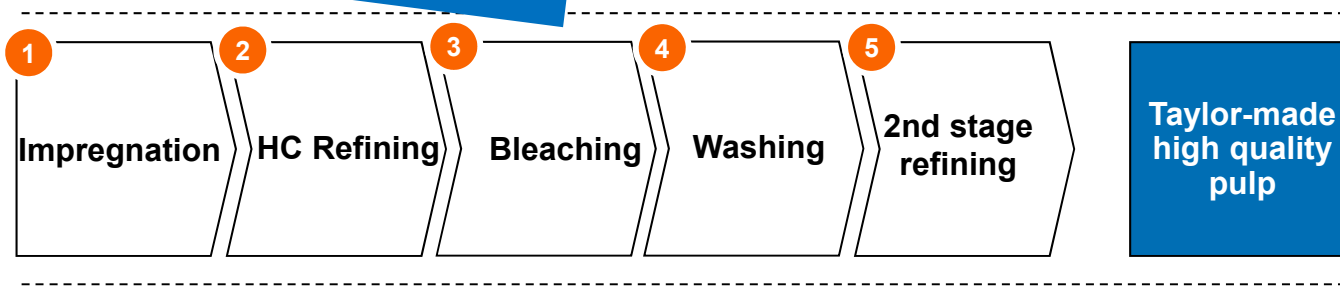 1
Impregnation
2
HC Refining
3
Bleaching
4
Washing
5
2nd stage
refining
Taylor-made
high quality
pulp